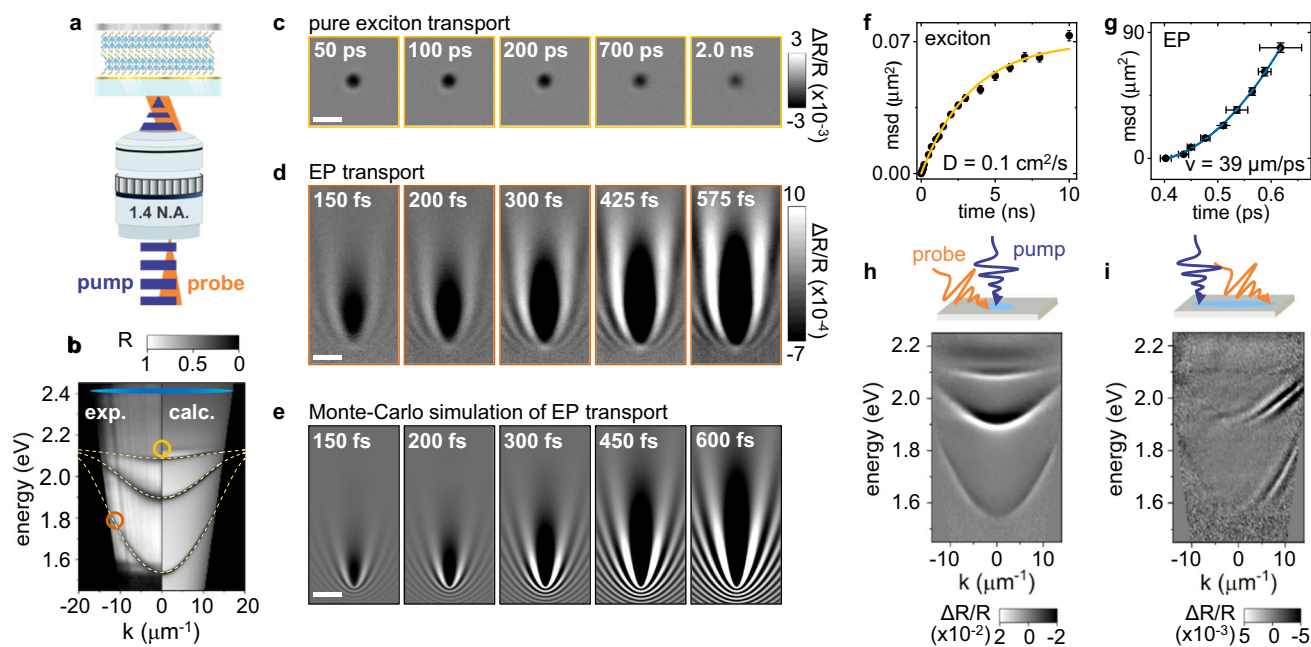 a
1.4 N.A.
pump
probe
b
R
1 0.5 0
exp.
calc.
2.4
2.2
2.0
1.8
1.6
energy (eV)
-20 -10 0 10 20
k (μm⁻¹)
c pure exciton transport
50 ps 100 ps 200 ps 700 ps 2.0 ns
3
-3
ΔR/R
(x10⁻³)
d EP transport
150 fs 200 fs 300 fs 425 fs 575 fs
10
-7
ΔR/R (x10⁻⁴)
e Monte-Carlo simulation of EP transport
150 fs 200 fs 300 fs 450 fs 600 fs
f
exciton
0.07
0.00
msd (μm²)
D = 0.1 cm²/s
0 5 10
time (ns)
g
EP
90
0
msd (μm²)
v = 39 μm/ps
0.4 0.5 0.6
time (ps)
h
probe
pump
2.2
2.0
1.8
1.6
energy (eV)
-10 0 10
k (μm⁻¹)
ΔR/R
(x10⁻²)
2 0 -2
i
2.2
2.0
1.8
1.6
energy (eV)
-10 0 10
k (μm⁻¹)
ΔR/R
(x10⁻³)
5 0 -5